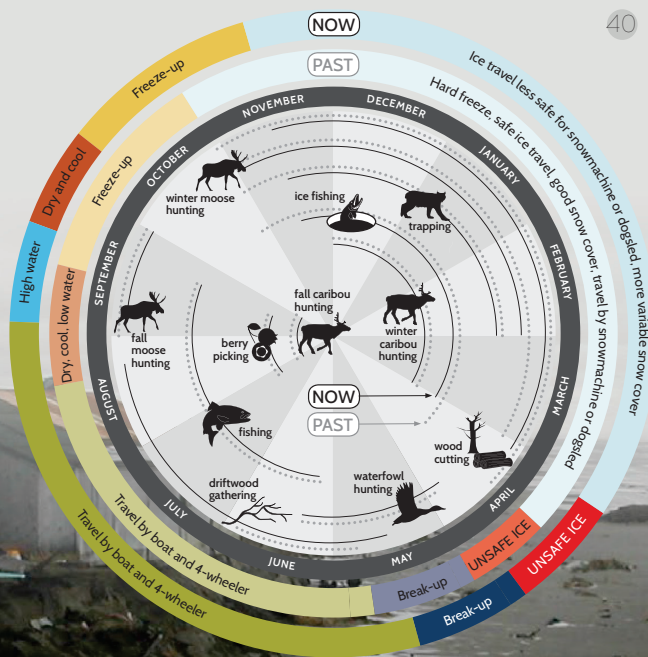 40
NOW
PAST
Freeze-up
Dry and cool
High water
Travel by boat and 4-wheeler
Break-up
UNSAFE ICE
Ice travel less safe for snowmachine or dogsled, more variable snow cover
Freeze-up
Dry, cool, low water
Travel by boat and 4-wheeler
Break-up
UNSAFE ICE
Hard freeze, safe ice travel, good snow cover, travel by snowmachine or dogsled
NOVEMBER
DECEMBER
JANUARY
FEBRUARY
MARCH
APRIL
MAY
JUNE
JULY
AUGUST
SEPTEMBER
OCTOBER
winter moose
hunting
ice fishing
trapping
fall caribou
hunting
winter
caribou
hunting
fall
moose
hunting
berry
picking
NOW
PAST
fishing
wood
cutting
driftwood
gathering
waterfowl
hunting